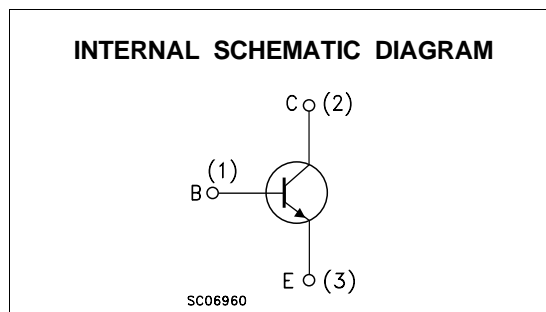 INTERNAL SCHEMATIC DIAGRAM
C (2)
(1)
B
E (3)
SC06960